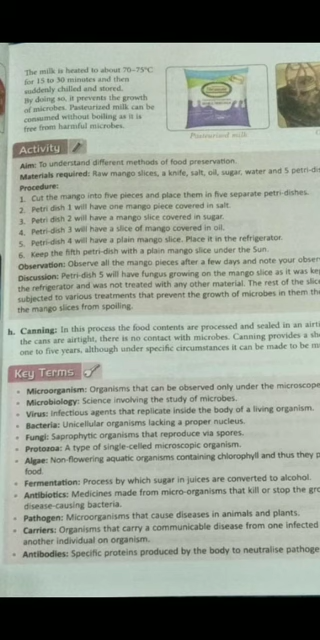 The milk is heated to about 70–75°C
for 15 to 30 minutes and then
suddenly chilled and stored.
By doing so, it prevents the growth
of microbes. Pasteurized milk can be
consumed without boiling as it is
free from harmful microbes.
Pasteurized milk
Activity
Aim: To understand different methods of food preservation.
Materials required: Raw mango slices, a knife, salt, oil, sugar, water and 5 petri-di
Procedure:
1. Cut the mango into five pieces and place them in five separate petri-dishes.
2. Petri dish 1 will have one mango piece covered in salt.
3. Petri dish 2 will have a mango slice covered in sugar.
4. Petri dish 3 will have a slice of mango covered in oil.
5. Petri-dish 4 will have a plain mango slice. Place it in the refrigerator.
6. Keep the fifth petri-dish with a plain mango slice under the Sun.
Observation: Observe all the mango pieces after a few days and note your obser
Discussion: Petri-dish 5 will have fungus growing on the mango slice as it was kep
the refrigerator and was not treated with any other material. The rest of the slice
subjected to various treatments that prevent the growth of microbes in them th
the mango slices from spoiling.
h. Canning: In this process the food contents are processed and sealed in an airti
the cans are airtight, there is no contact with microbes. Canning provides a sh
one to five years, although under specific circumstances it can be made to be m
Key Terms
• Microorganism: Organisms that can be observed only under the microscope
• Microbiology: Science involving the study of microbes.
• Virus: Infectious agents that replicate inside the body of a living organism.
• Bacteria: Unicellular organisms lacking a proper nucleus.
• Fungi: Saprophytic organisms that reproduce via spores.
• Protozoa: A type of single-celled microscopic organism.
• Algae: Non-flowering aquatic organisms containing chlorophyll and thus they p
food.
• Fermentation: Process by which sugar in juices are converted to alcohol.
• Antibiotics: Medicines made from micro-organisms that kill or stop the gro
disease-causing bacteria.
• Pathogen: Microorganisms that cause diseases in animals and plants.
• Carriers: Organisms that carry a communicable disease from one infected
another individual on organism.
• Antibodies: Specific proteins produced by the body to neutralise pathoge